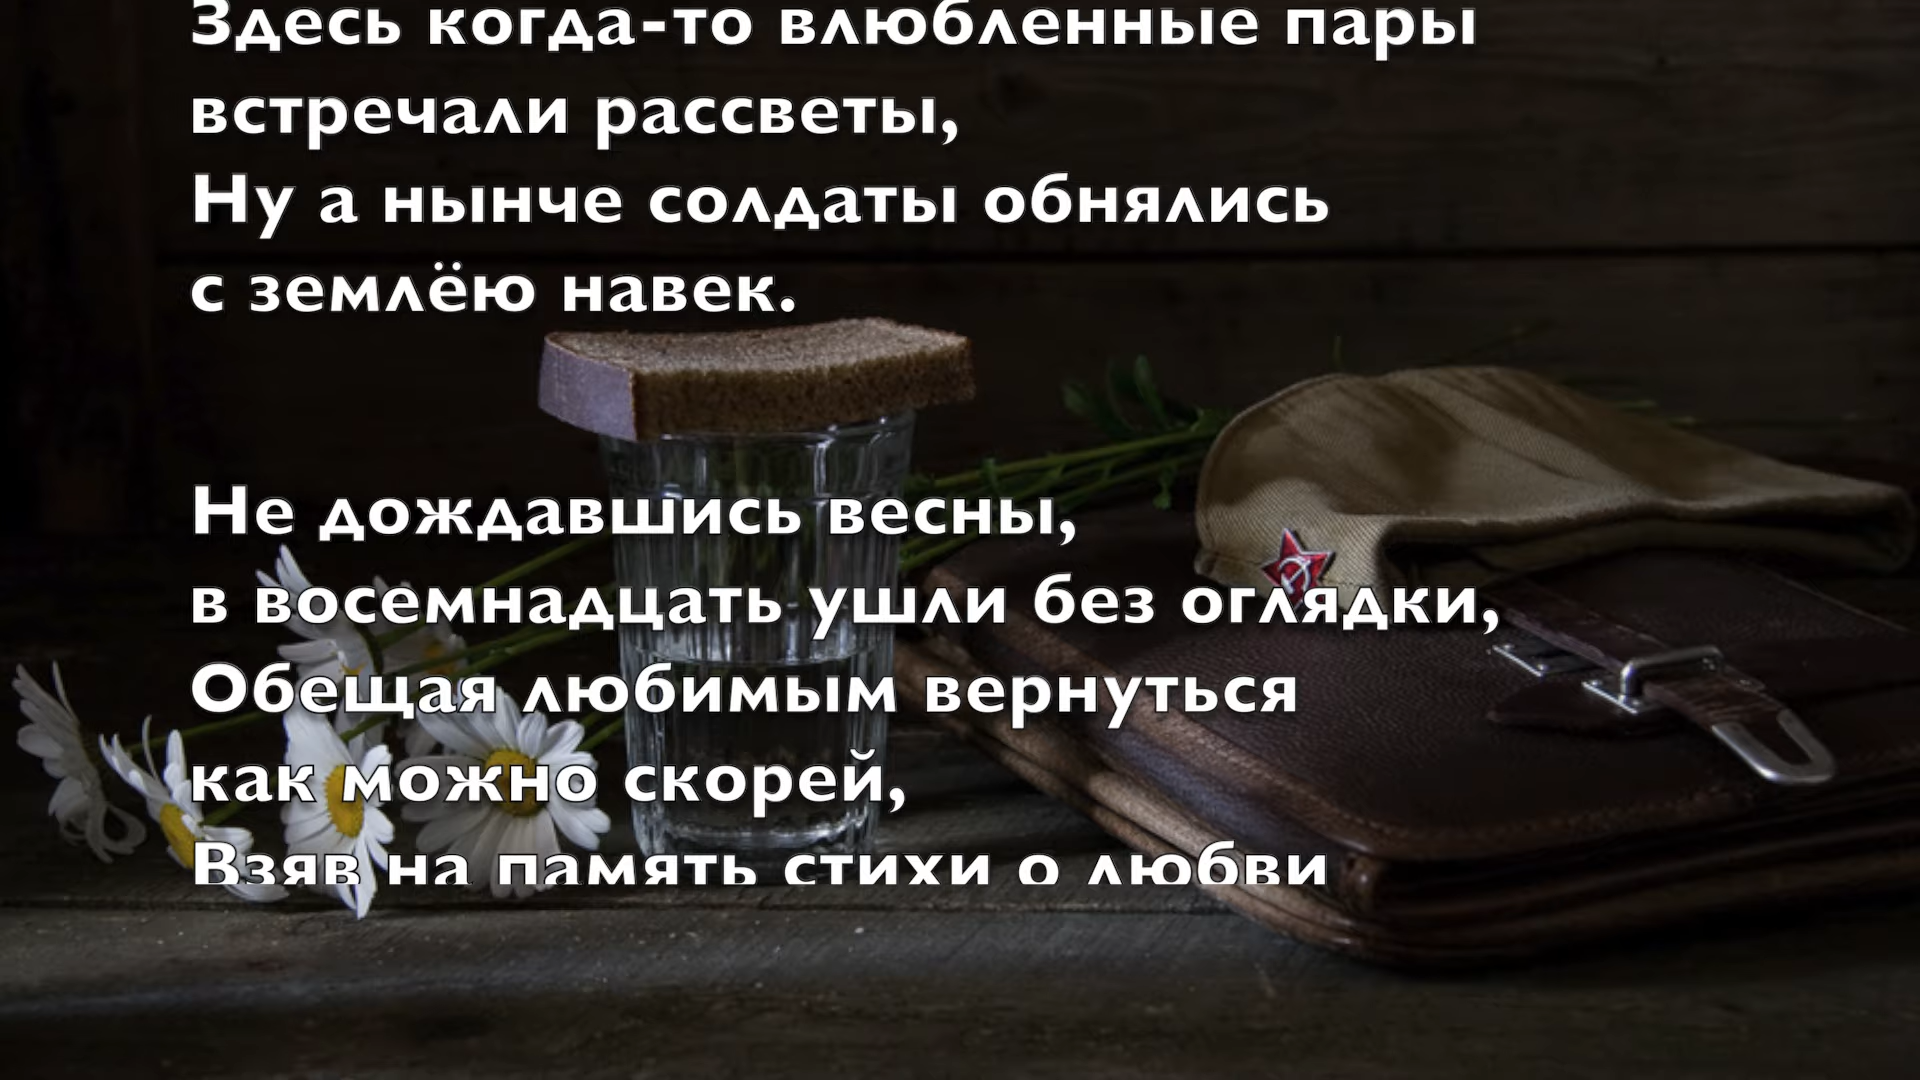 Здесь когда-то влюбленные пары
встречали рассветы,
Ну а нынче солдаты обнялись
с землёю навек.
Не дождавшись весны,
в восемнадцать ушли без оглядки,
Обещая любимым вернуться
как можно скорей,
Взяв на память стихи о любви